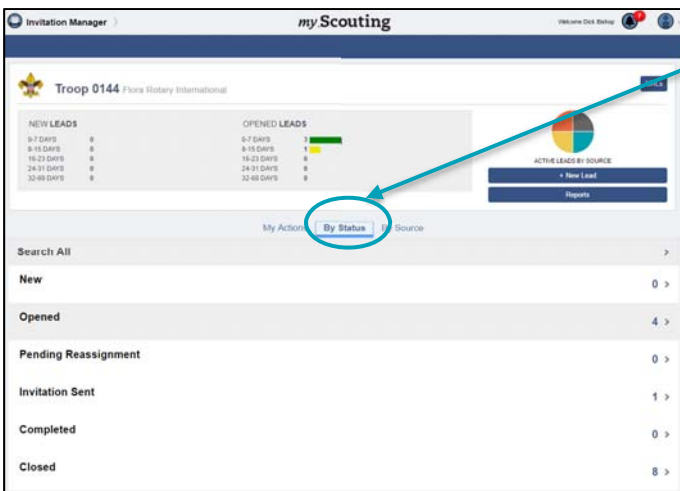 Invitation Manager
my.Scouting
Welcome Dick Bishop
Troop 0144 Flora Rotary International
NEW LEADS
0-7 DAYS 0
8-15 DAYS 0
16-23 DAYS 0
24-31 DAYS 0
32-60 DAYS 0
OPENED LEADS
0-7 DAYS 3
8-15 DAYS 1
16-23 DAYS 0
24-31 DAYS 0
32-60 DAYS 0
ACTIVE LEADS BY SOURCE
+ New Lead
Reports
My Actions By Status By Source
Search All
New 0
Opened 4
Pending Reassignment 0
Invitation Sent 1
Completed 0
Closed 8